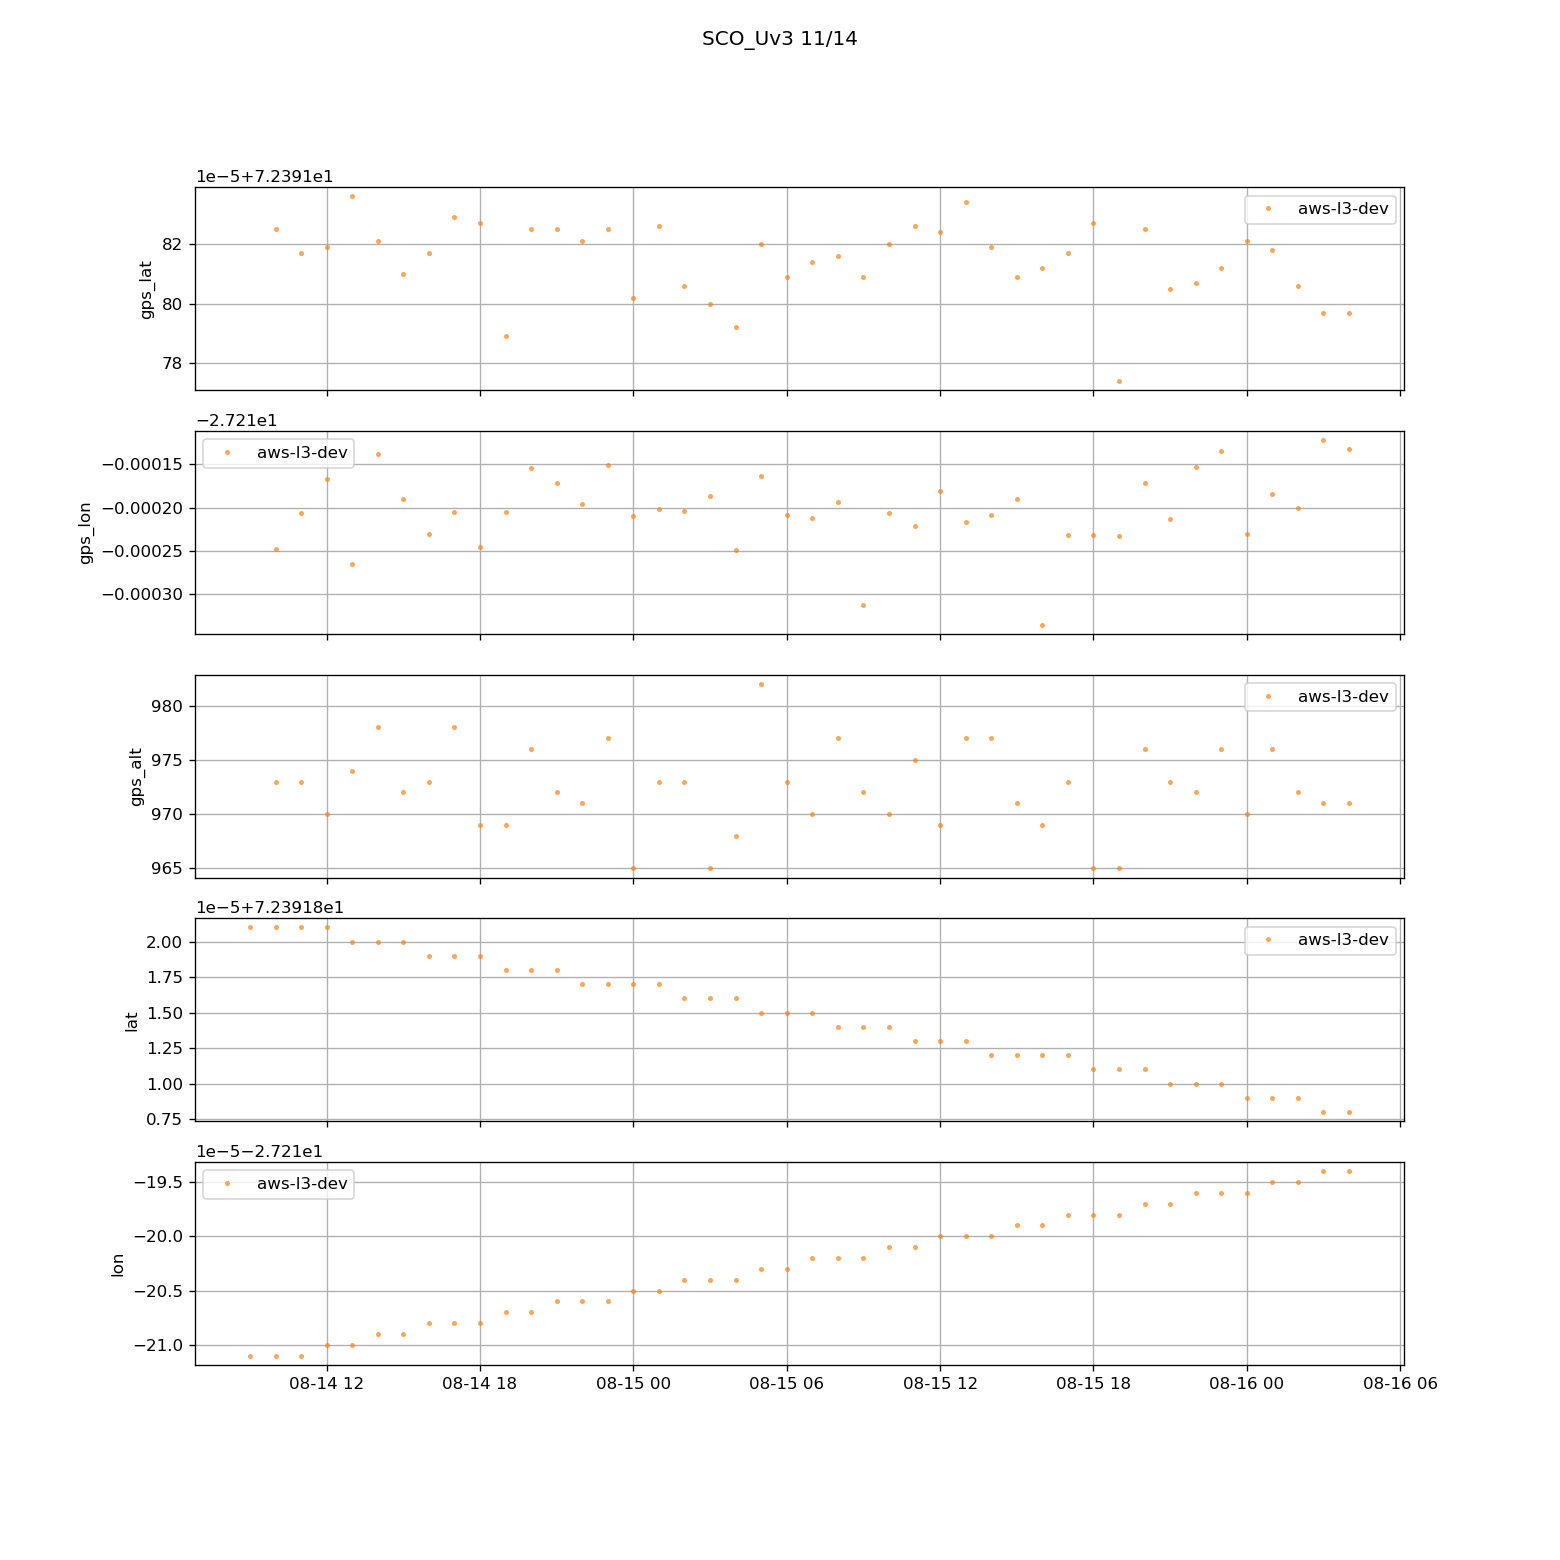 SCO_Uv3 11/14
1e−5+7.2391e1
aws-l3-dev
82
80
78
gps_lat
−2.721e1
aws-l3-dev
−0.00015
−0.00020
−0.00025
−0.00030
gps_lon
aws-l3-dev
980
975
970
965
gps_alt
1e−5+7.23918e1
aws-l3-dev
2.00
1.75
1.50
1.25
1.00
0.75
lat
1e−5−2.721e1
aws-l3-dev
−19.5
−20.0
−20.5
−21.0
lon
08-14 12 08-14 18 08-15 00 08-15 06 08-15 12 08-15 18 08-16 00 08-16 06